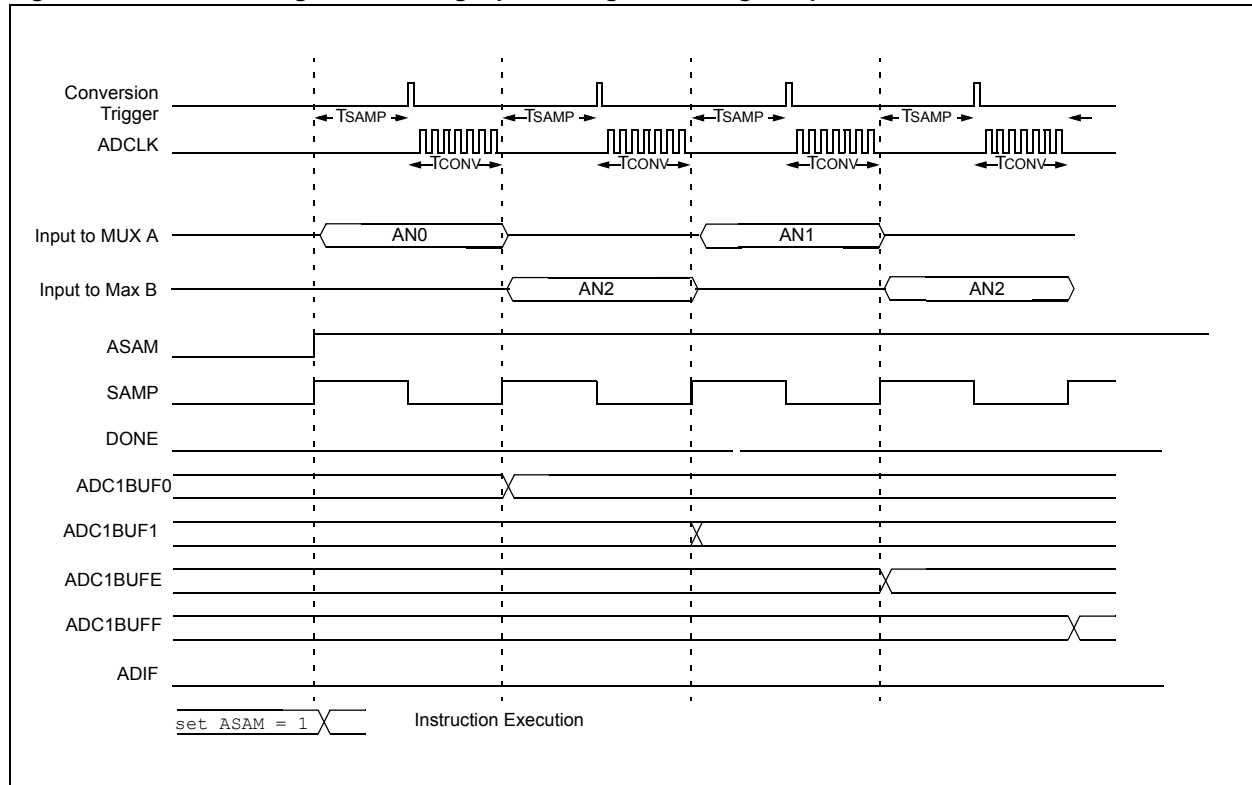 Conversion
Trigger
TSAMP TSAMP TSAMP TSAMP
ADCLK
TCONV TCONV TCONV TCONV
Input to MUX A AN0 AN1
Input to Max B AN2 AN2
ASAM
SAMP
DONE
ADC1BUF0
ADC1BUF1
ADC1BUFE
ADC1BUFF
ADIF
set ASAM = 1 Instruction Execution